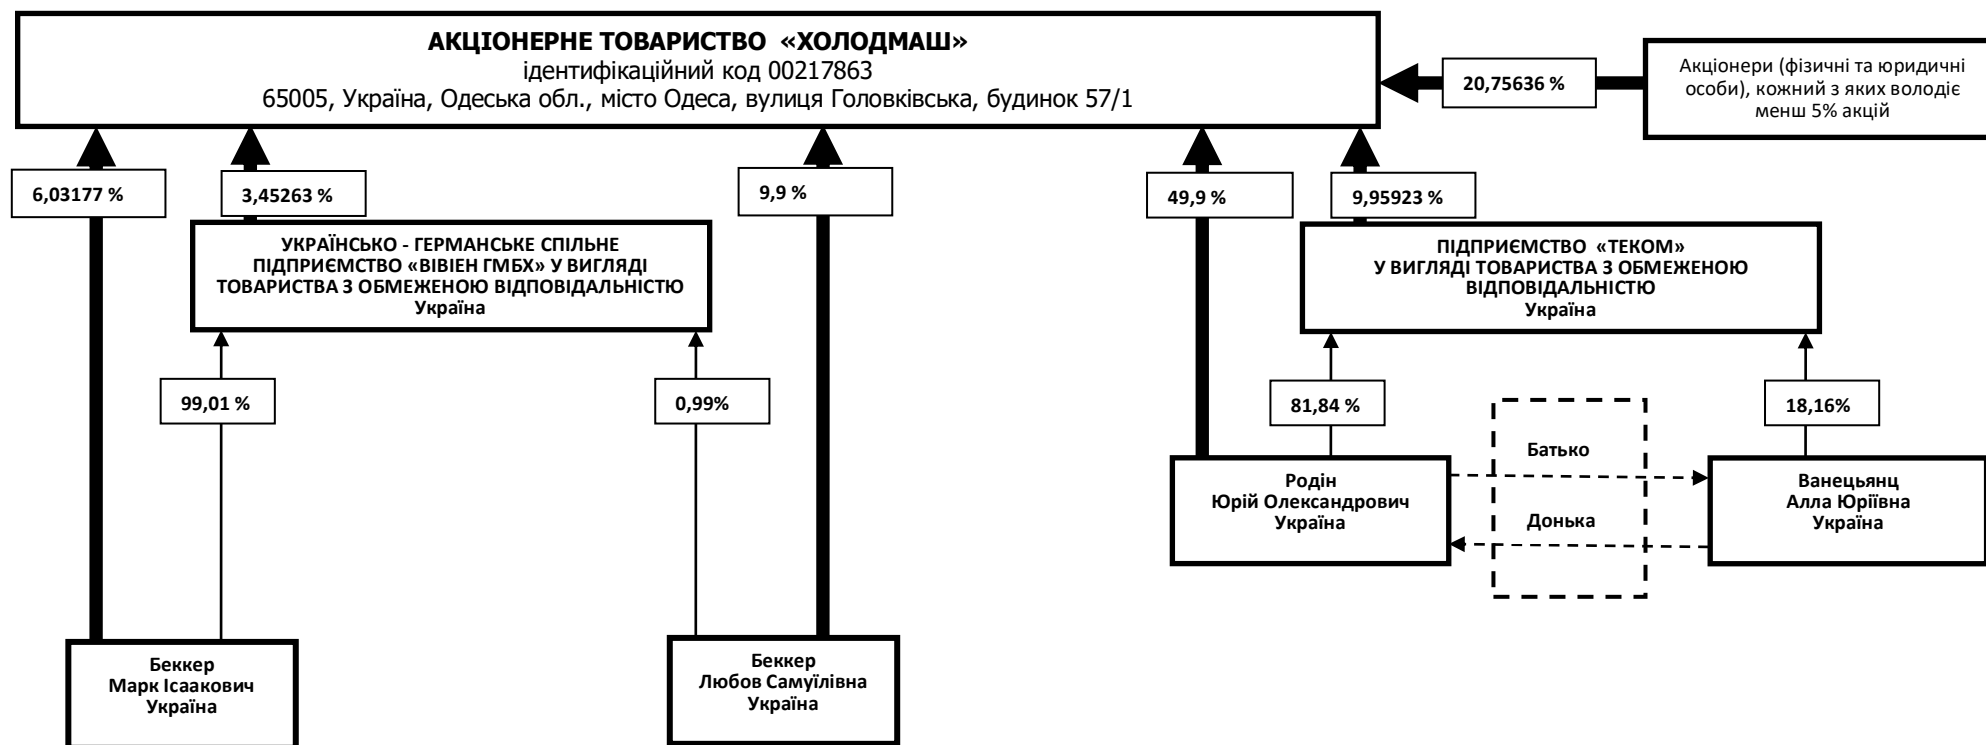 АКЦІОНЕРНЕ ТОВАРИСТВО «ХОЛОДМАШ»
ідентифікаційний код 00217863
65005, Україна, Одеська обл., місто Одеса, вулиця Головківська, будинок 57/1
20,75636 %
Акціонери (фізичні та юридичні
особи), кожний з яких володіє
менш 5% акцій
6,03177 %
3,45263 %
9,9 %
49,9 %
9,95923 %
УКРАЇНСЬКО - ГЕРМАНСЬКЕ СПІЛЬНЕ
ПІДПРИЄМСТВО «ВІВІЕН ГМБХ» У ВИГЛЯДІ
ТОВАРИСТВА З ОБМЕЖЕНОЮ ВІДПОВІДАЛЬНІСТЮ
Україна
ПІДПРИЄМСТВО «ТЕКОМ»
У ВИГЛЯДІ ТОВАРИСТВА З ОБМЕЖЕНОЮ
ВІДПОВІДАЛЬНІСТЮ
Україна
99,01 %
0,99%
81,84 %
18,16%
Батько
Донька
Родін
Юрій Олександрович
Україна
Ванецьянц
Алла Юріївна
Україна
Беккер
Марк Ісаакович
Україна
Беккер
Любов Самуїлівна
Україна